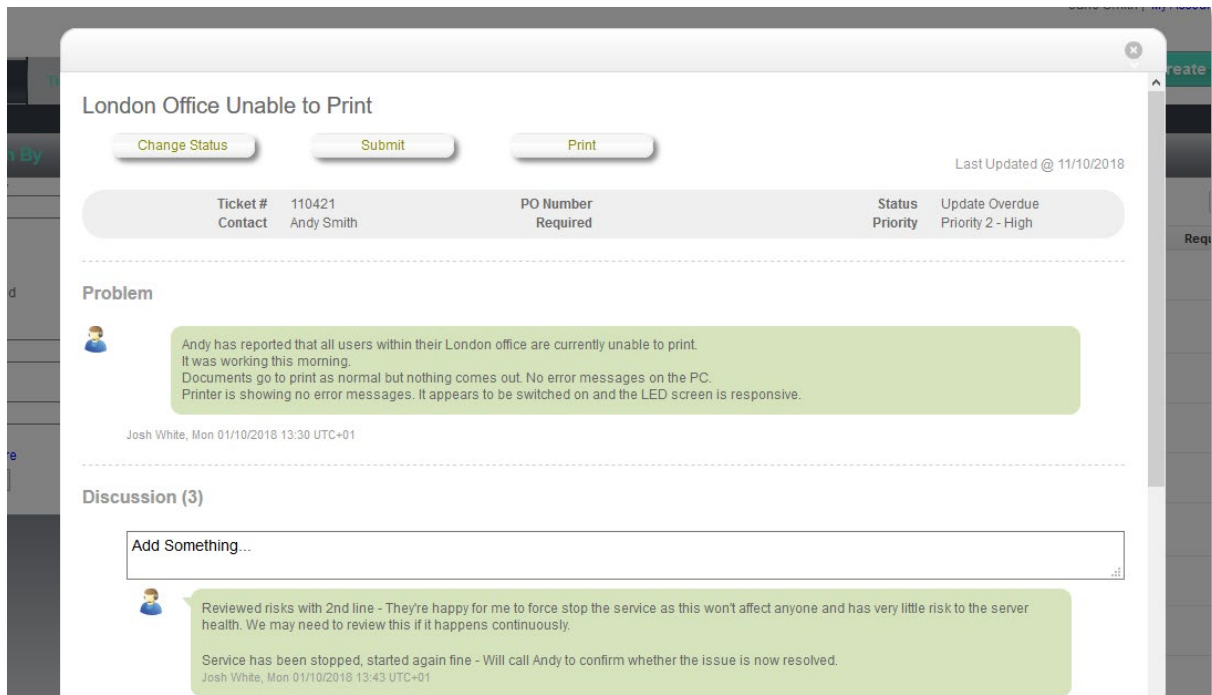 reate
n By
London Office Unable to Print
Change Status Submit Print
Last Updated @ 11/10/2018
Ticket # 110421 PO Number Status Update Overdue
Contact Andy Smith Required Priority Priority 2 - High
Requ
Problem
d
Andy has reported that all users within their London office are currently unable to print.
It was working this morning.
Documents go to print as normal but nothing comes out. No error messages on the PC.
Printer is showing no error messages. It appears to be switched on and the LED screen is responsive.
Josh White, Mon 01/10/2018 13:30 UTC+01
re
Discussion (3)
Add Something...
Reviewed risks with 2nd line - They're happy for me to force stop the service as this won't affect anyone and has very little risk to the server
health. We may need to review this if it happens continuously.
Service has been stopped, started again fine - Will call Andy to confirm whether the issue is now resolved.
Josh White, Mon 01/10/2018 13:43 UTC+01